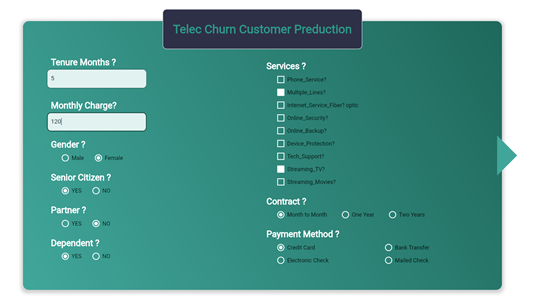 Telec Churn Customer Preduction
Tenure Months ?
5
Monthly Charge?
120
Gender ?
Male
Female
Senior Citizen ?
YES
NO
Partner ?
YES
NO
Dependent ?
YES
NO
Services ?
Phone_Service?
Multiple_Lines?
Internet_Service_Fiber? optic
Online_Security?
Online_Backup?
Device_Protection?
Tech_Support?
Streaming_TV?
Streaming_Movies?
Contract ?
Month to Month
One Year
Two Years
Payment Method ?
Credit Card
Bank Transfer
Electronic Check
Mailed Check